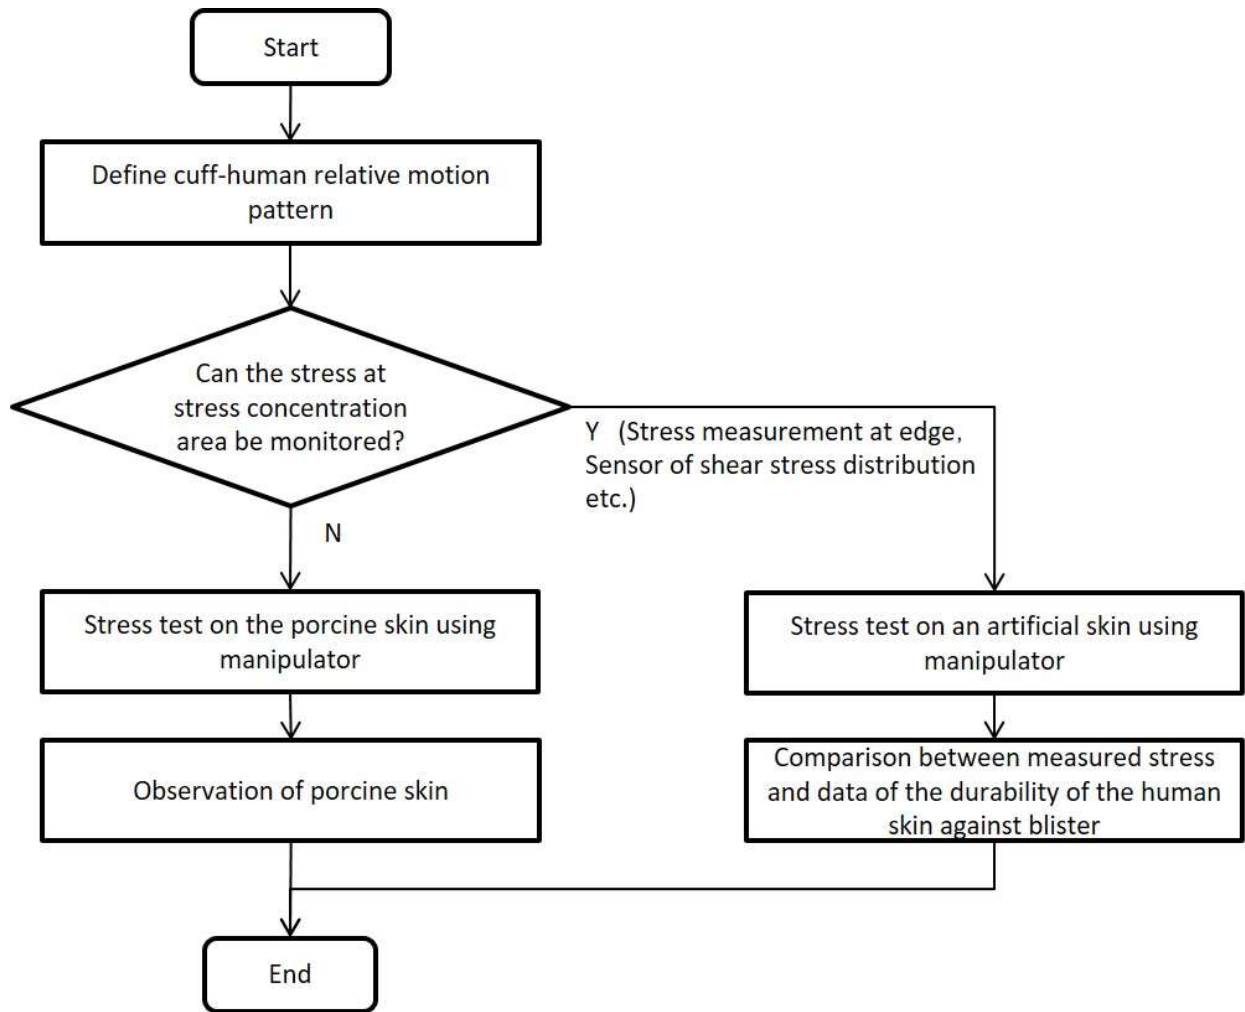 Start
Define cuff-human relative motion
pattern
Can the stress at
stress concentration
area be monitored?
Y (Stress measurement at edge,
Sensor of shear stress distribution
etc.)
N
Stress test on the porcine skin using
manipulator
Stress test on an artificial skin using
manipulator
Observation of porcine skin
Comparison between measured stress
and data of the durability of the human
skin against blister
End